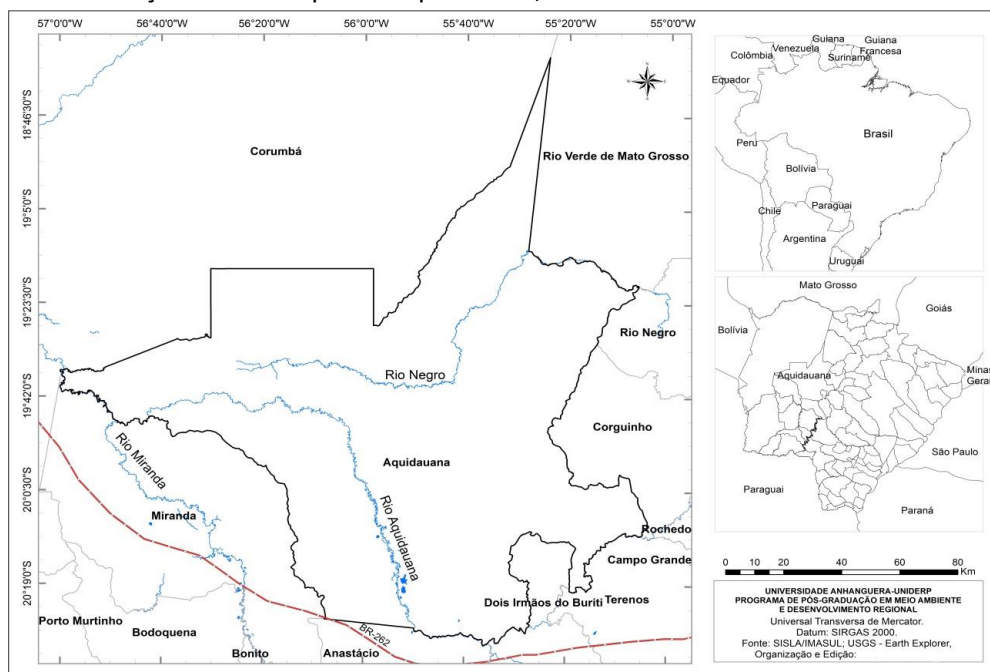 57°0'0"W
56°40'0"W
56°20'0"W
56°0'0"W
55°40'0"W
55°20'0"W
55°0'0"W
18°46'30"S
19°5'0"S
19°23'30"S
19°42'0"S
20°0'30"S
20°19'0"S
Corumbá
Rio Verde de Mato Grosso
Rio Negro
Rio Negro
Corguinho
Aquidauana
Rio Miranda
Rio Aquidauana
Miranda
Rochedo
Campo Grande
Dois Irmãos do Buriti
Terenos
Porto Murtinho
Bodoquena
Bonito
Anastácio
BR-262
Guiana
Guiana
Francesa
Venezuela
Suriname
Colômbia
Equador
Brasil
Peru
Bolívia
Paraguai
Chile
Argentina
Uruguai
Mato Grosso
Goiás
Bolívia
Minas
Gerai
Aquidauana
São Paulo
Paraguai
Paraná
0 10 20 40 60 80
Km
UNIVERSIDADE ANHANGUERA-UNIDERP
PROGRAMA DE PÓS-GRADUAÇÃO EM MEIO AMBIENTE
E DESENVOLVIMENTO REGIONAL
Universal Transversa de Mercator.
Datum: SIRGAS 2000.
Fonte: SISLA/IMASUL; USGS - Earth Explorer,
Organização e Edição: